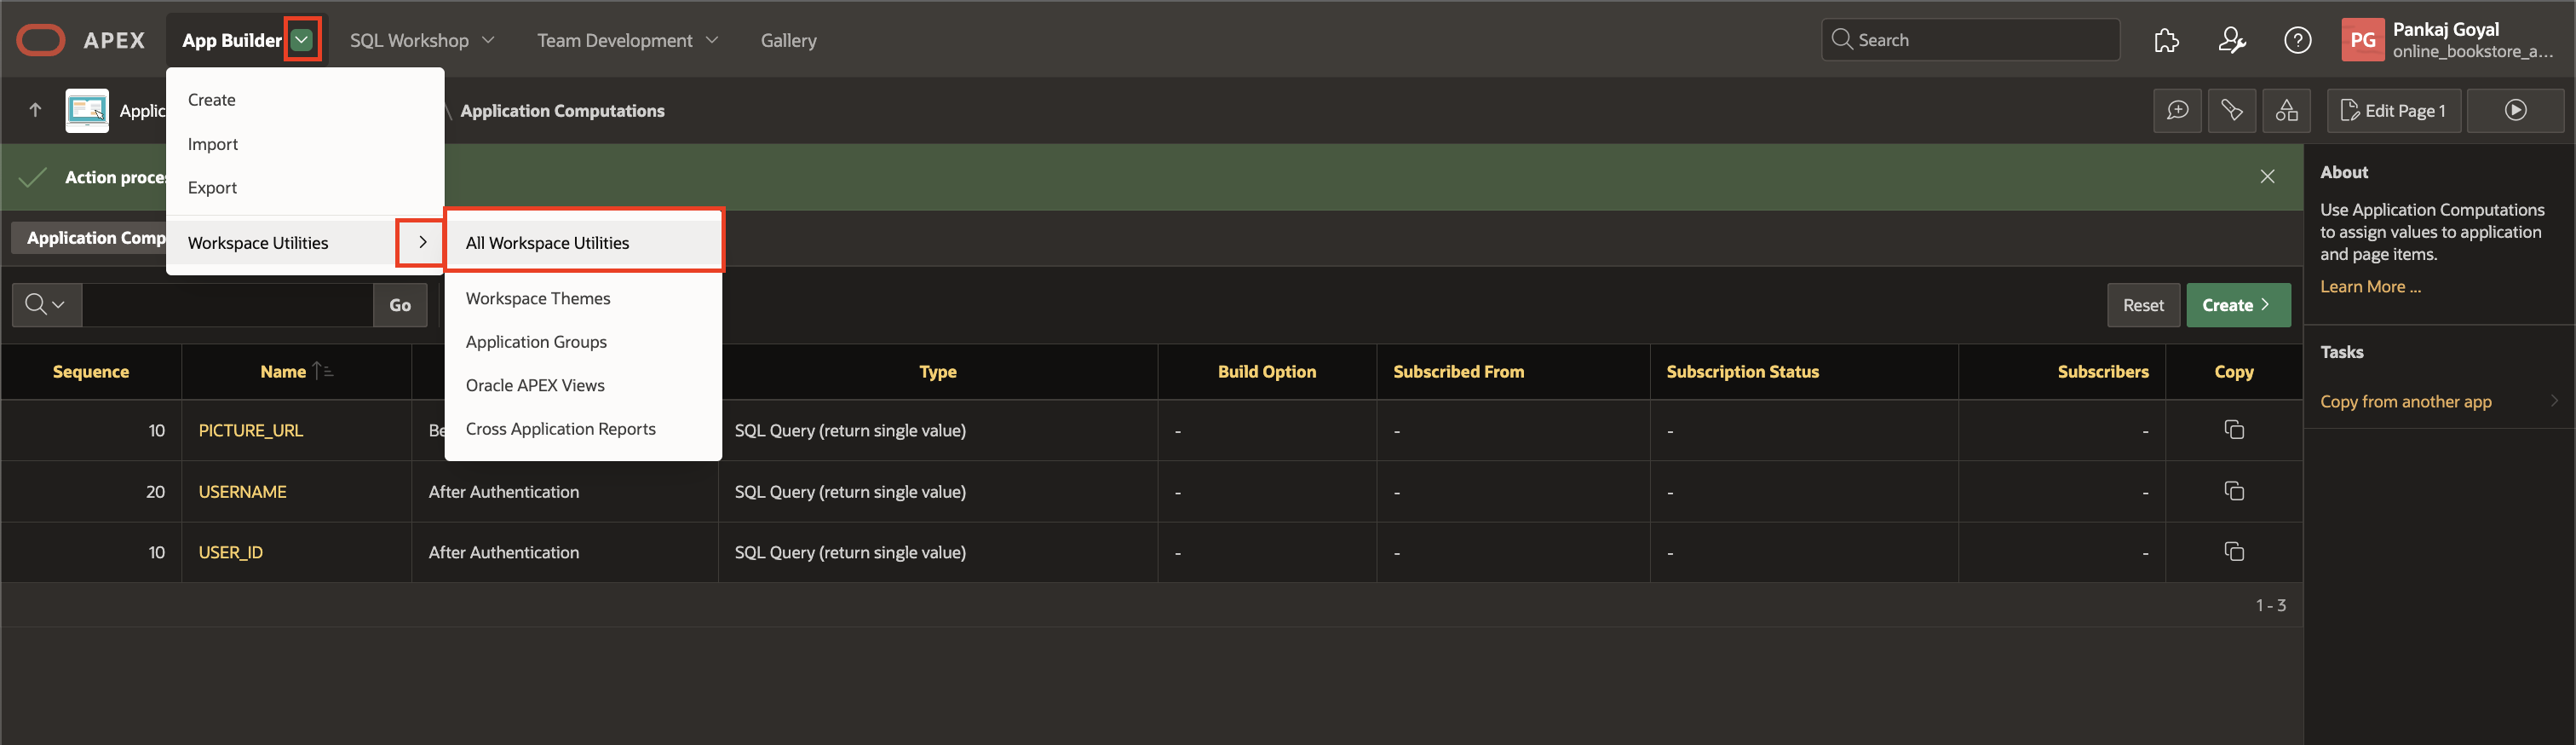 APEX App Builder SQL Workshop Team Development Gallery Search PG Pankaj Goyal
online_bookstore_a...
Create
Import
Export
Workspace Utilities
All Workspace Utilities
Workspace Themes
Application Groups
Oracle APEX Views
Cross Application Reports
Applic \ Application Computations Edit Page 1
Action proces
Application Comp
Go Reset Create
Sequence Name Type Build Option Subscribed From Subscription Status Subscribers Copy
10 PICTURE_URL Be SQL Query (return single value) - - - -
20 USERNAME After Authentication SQL Query (return single value) - - - -
10 USER_ID After Authentication SQL Query (return single value) - - - -
1 - 3
About
Use Application Computations
to assign values to application
and page items.
Learn More ...
Tasks
Copy from another app